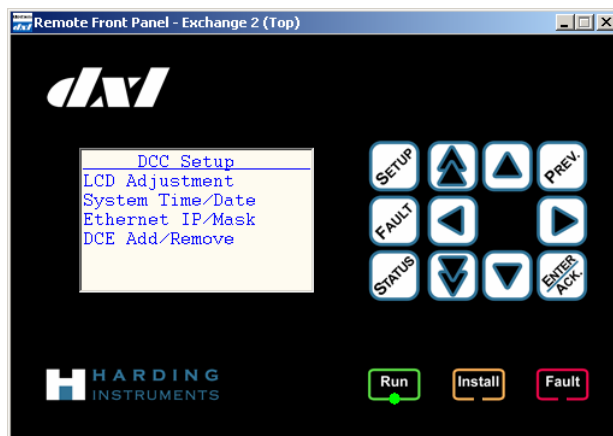 Remote Front Panel - Exchange 2 (Top)
dxl
DCC Setup
LCD Adjustment
System Time/Date
Ethernet IP/Mask
DCE Add/Remove
SETUP
PREV.
FAULT
STATUS
ENTER
ACK.
HARDING
INSTRUMENTS
Run
Install
Fault